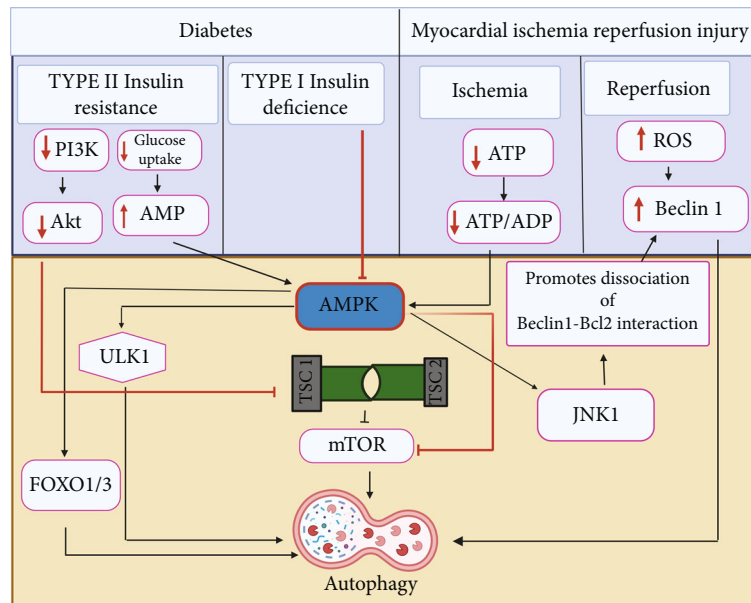 Diabetes
Myocardial ischemia reperfusion injury
TYPE II Insulin
resistance
TYPE I Insulin
deficience
Ischemia
Reperfusion
PI3K
Glucose
uptake
Akt
AMP
ATP
ATP/ADP
ROS
Beclin 1
AMPK
Promotes dissociation
of
Beclin1-Bcl2 interaction
ULK1
TSC 1
TSC 2
JNK1
mTOR
FOXO1/3
Autophagy